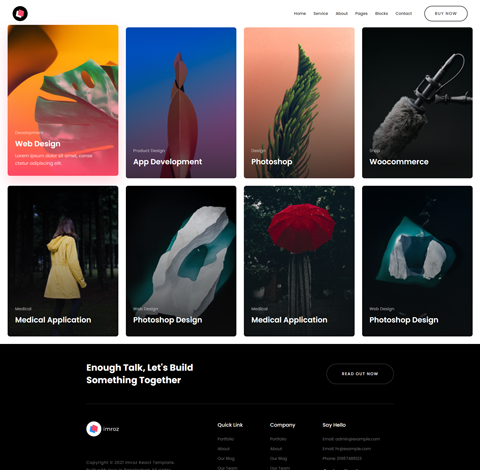 Home Service About Pages Blocks Contact BUY NOW
Development
Web Design
Lorem ipsum dolor sit amet, conse
ctetur adipiscing elit.
Product Design
App Development
Design
Photoshop
Shop
Woocommerce
Medical
Medical Application
Web Design
Photoshop Design
Medical
Medical Application
Web Design
Photoshop Design
Enough Talk, Let's Build
Something Together
READ OUT NOW
imroz
Quick Link
Portfolio
About
Our Blog
Our Team
Company
Portfolio
About
Our Blog
Our Team
Say Hello
Email: admin@example.com
Email: hr@example.com
Copyright © 2021 Imroz React Template.